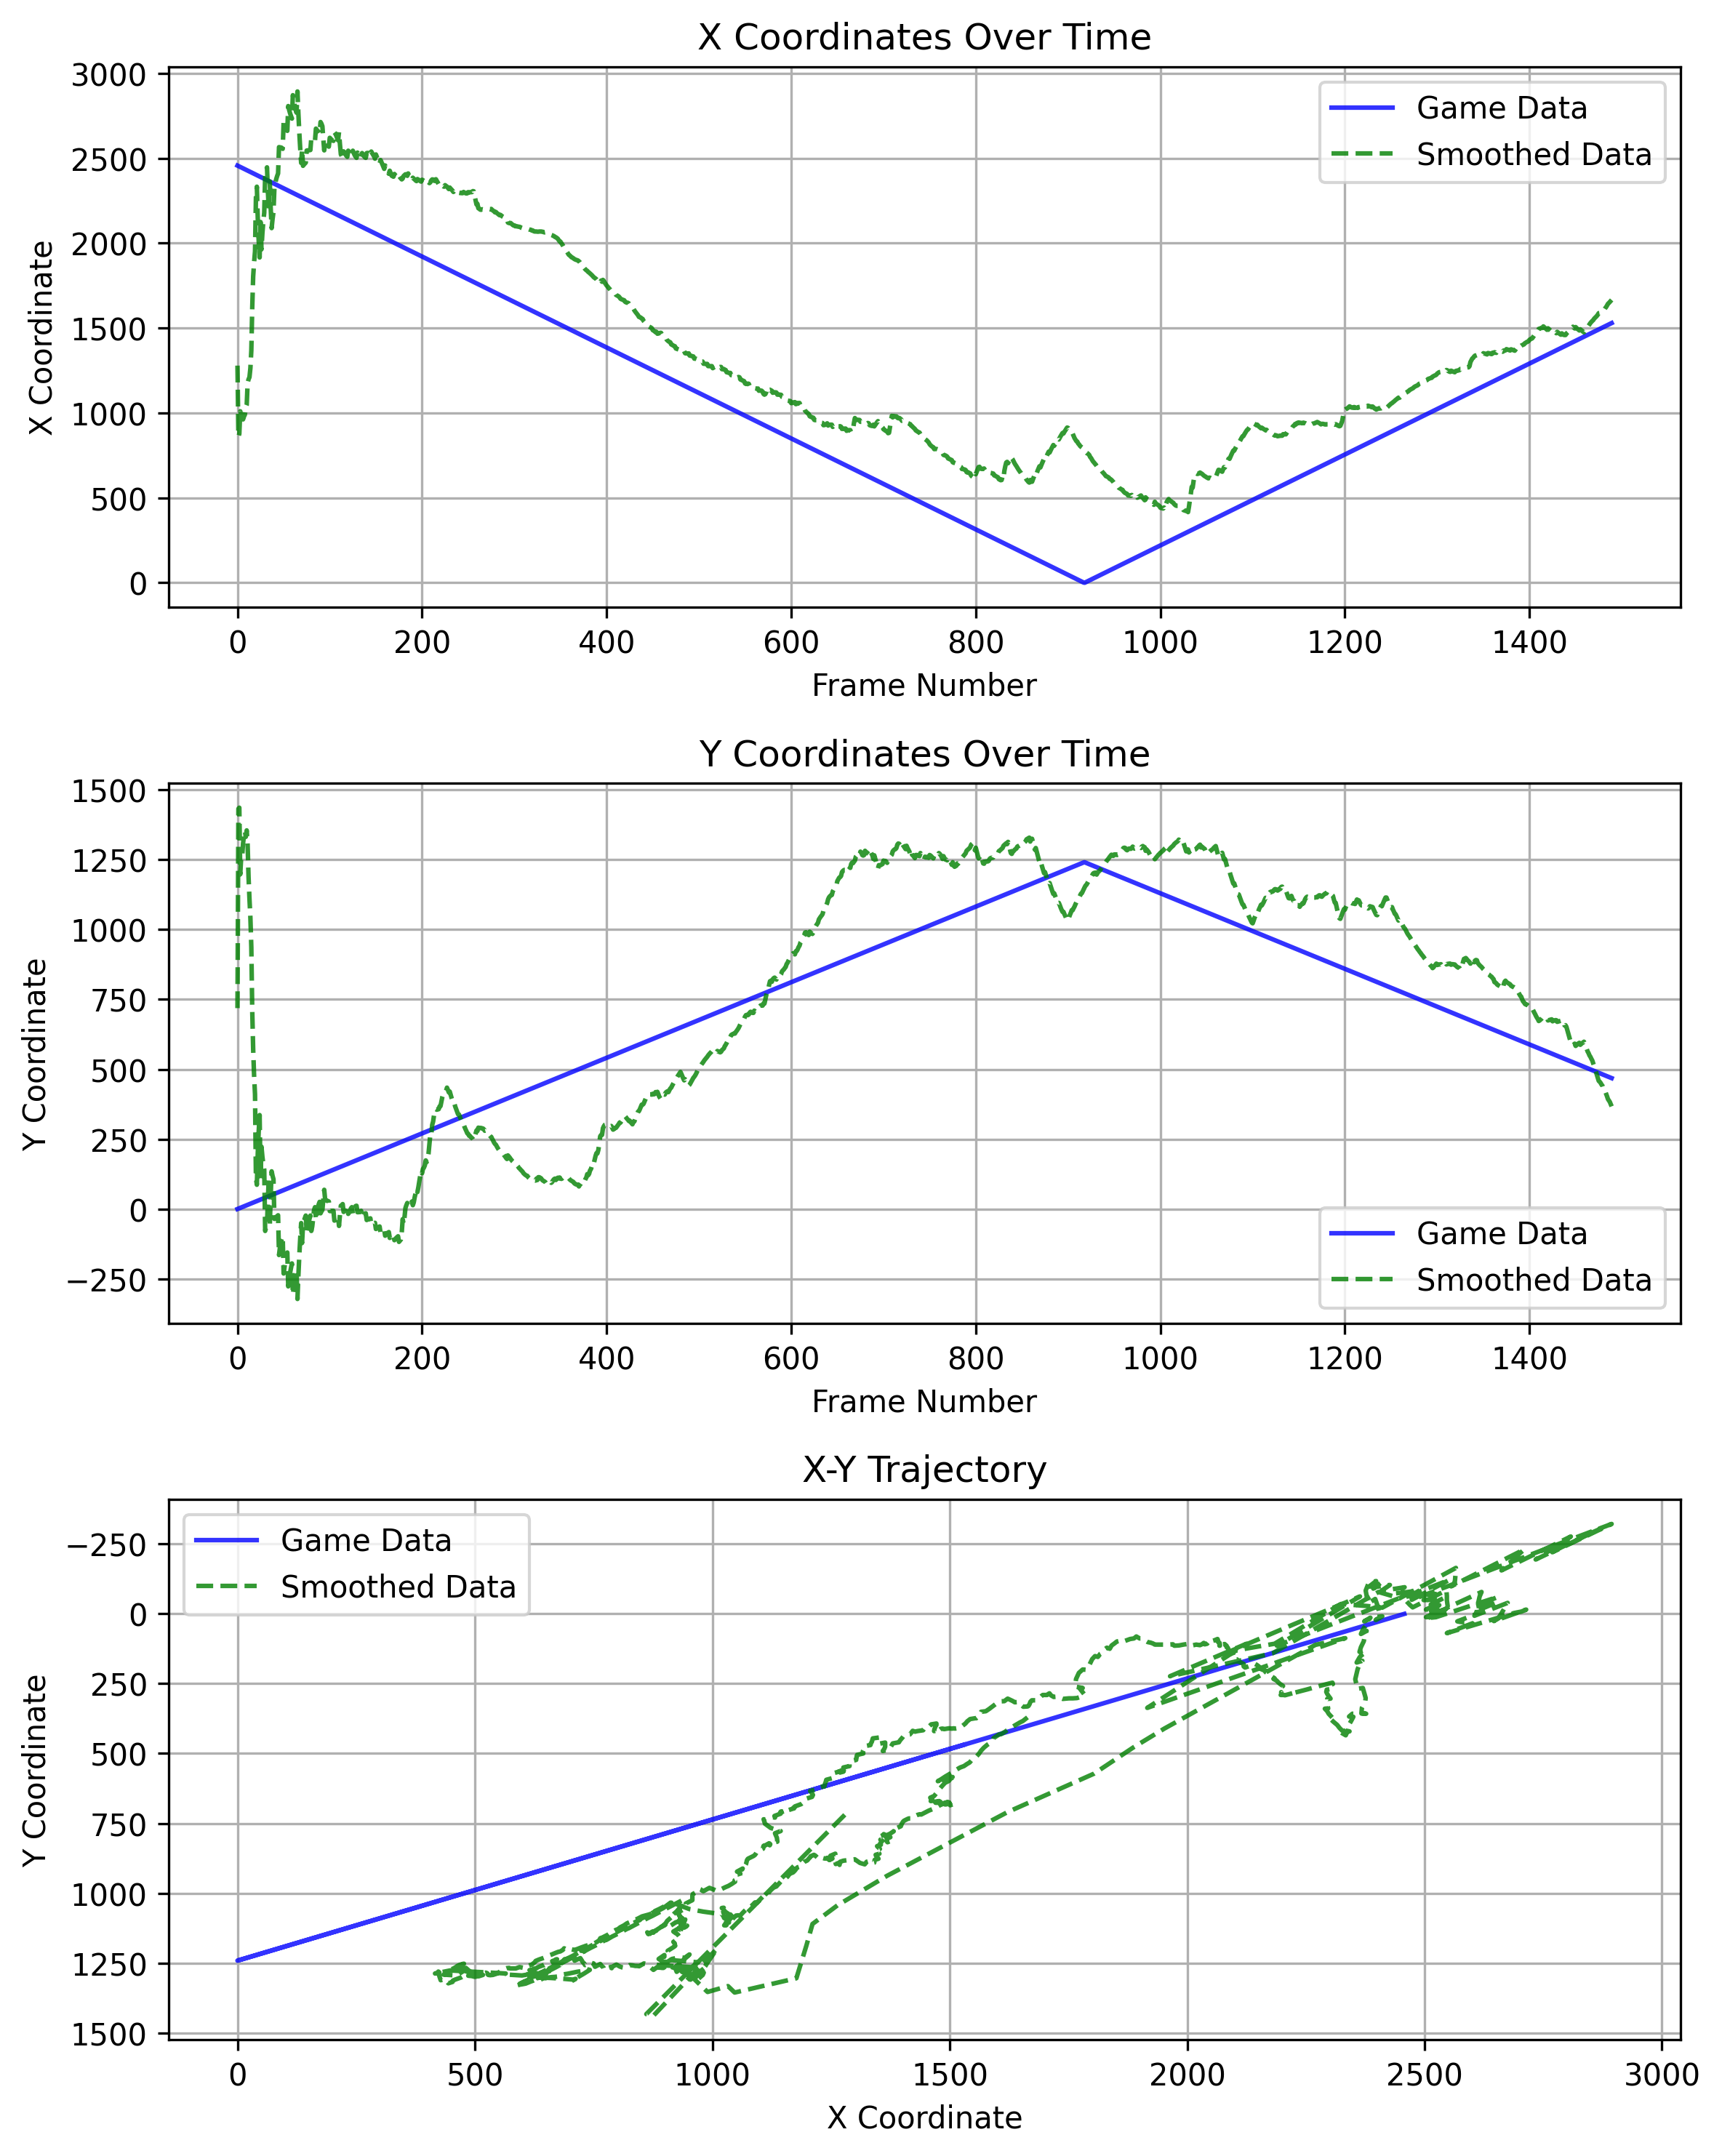 X Coordinates Over Time
3000
2500
2000
1500
1000
500
0
X Coordinate
Game Data
Smoothed Data
0 200 400 600 800 1000 1200 1400
Frame Number
Y Coordinates Over Time
1500
1250
1000
750
500
250
0
−250
Y Coordinate
Game Data
Smoothed Data
0 200 400 600 800 1000 1200 1400
Frame Number
X-Y Trajectory
−250
0
250
500
750
1000
1250
1500
Y Coordinate
Game Data
Smoothed Data
0 500 1000 1500 2000 2500 3000
X Coordinate